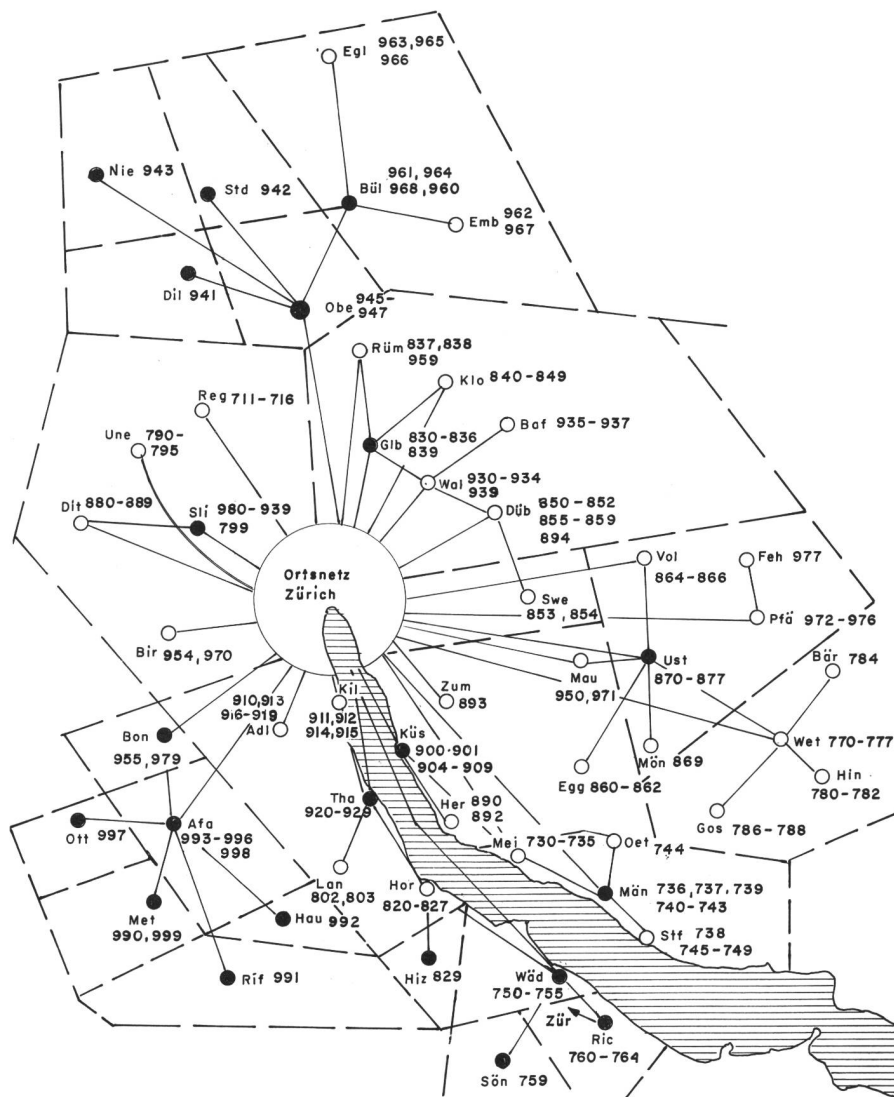 Egl 963,965
966
Nie 943
Std 942
961, 964
Bül 968,960
Emb 962
967
Dil 941
Obe 945-
947
Rüm 837,838
959
Klo 840-849
Reg 711-716
Baf 935-937
Une 790-
795
Glb 830-836
839
Wal 930-934
939
Dit 880-889
Sli 980-939
799
Düb 850-852
855-859
894
Vol
864-866
Feh 977
Ortsnetz
Zürich
Swe
853,854
Pfä 972-976
Bir 954,970
Ust
870-877
Mau
950,971
Bär 784
Zum
893
910,913
916-919
Adl
Kil
911,912
914,915
Bon
955,979
Küs
900-901
904-909
Wet 770-777
Mön 869
Egg 860-862
Hin
780-782
Gos 786-788
Tha
920-929
Her 890
892
Ott 997
Afa
993-996
998
Mei 730-735
Oet
744
Lan
802,803
Hor
820-827
Män 736,737,739
740-743
Met
990,999
Hau 992
Stf 738
745-749
Rif 991
Hiz 829
Wäd
750-755
Zür
Ric
760-764
Sön 759